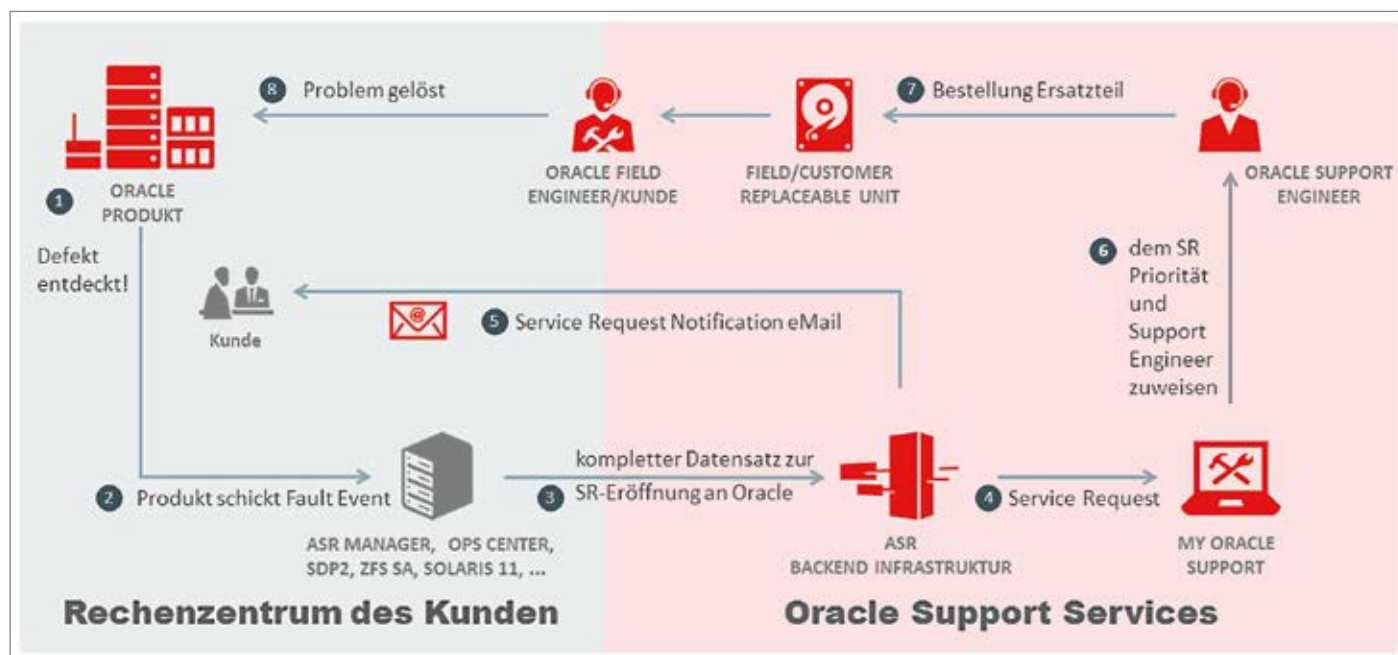 8 Problem gelöst
7 Bestellung Ersatzteil
1
ORACLE
PRODUKT
ORACLE FIELD
ENGINEER/KUNDE
FIELD/CUSTOMER
REPLACEABLE UNIT
ORACLE SUPPORT
ENGINEER
Defekt
entdeckt!
6 dem SR
Priorität
und
Support
Engineer
zuweisen
Kunde
@
5 Service Request Notification eMail
2 Produkt schickt Fault Event
kompletter Datensatz zur
3 SR-Eröffnung an Oracle
4 Service Request
ASR MANAGER, OPS CENTER,
SDP2, ZFS SA, SOLARIS 11, ...
ASR
BACKEND INFRASTRUKTUR
MY ORACLE
SUPPORT
Rechenzentrum des Kunden
Oracle Support Services